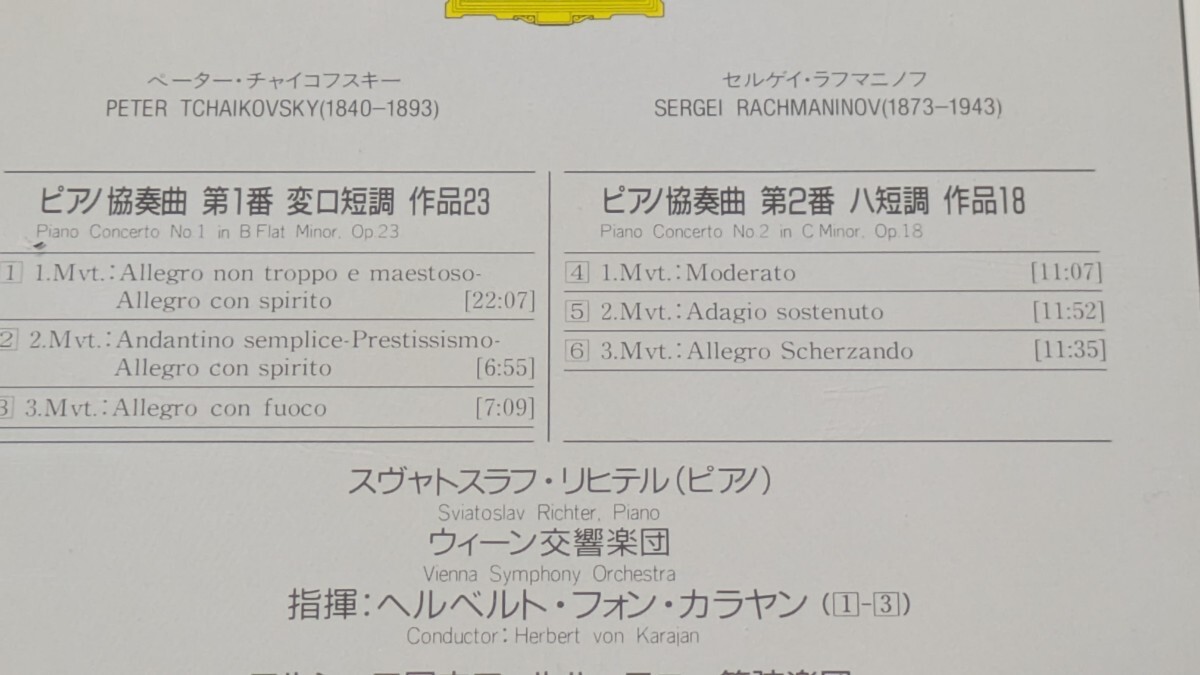 ペーター・チャイコフスキー
PETER TCHAIKOVSKY(1840–1893)
ピアノ協奏曲 第1番 変ロ短調 作品23
Piano Concerto No.1 in B Flat Minor, Op.23
1 1.Mvt.:Allegro non troppo e maestoso-
Allegro con spirito [22:07]
2 2.Mvt.:Andantino semplice-Prestissismo-
Allegro con spirito [6:55]
3 3.Mvt.:Allegro con fuoco [7:09]
セルゲイ・ラフマニノフ
SERGEI RACHMANINOV(1873–1943)
ピアノ協奏曲 第2番 ハ短調 作品18
Piano Concerto No.2 in C Minor, Op.18
4 1.Mvt.:Moderato [11:07]
5 2.Mvt.:Adagio sostenuto [11:52]
6 3.Mvt.:Allegro Scherzando [11:35]
スヴャトスラフ・リヒテル(ピアノ)
Sviatoslav Richter, Piano
ウィーン交響楽団
Vienna Symphony Orchestra
指揮:ヘルベルト・フォン・カラヤン (1-3)
Conductor:Herbert von Karajan